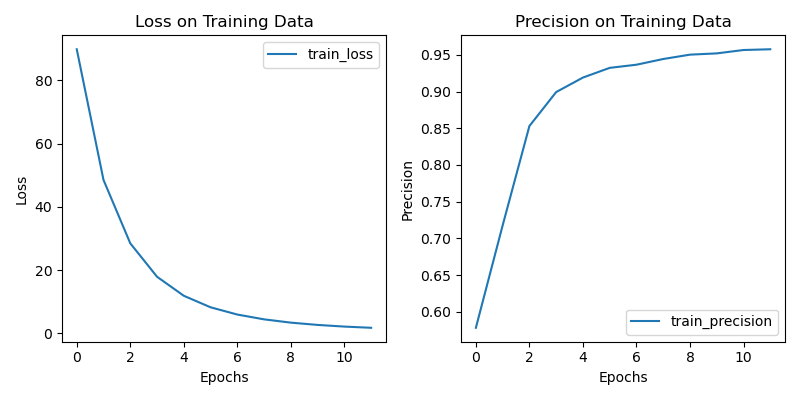 Loss on Training Data
train_loss
80
60
40
20
0
Loss
0 2 4 6 8 10
Epochs
Precision on Training Data
0.95
0.90
0.85
0.80
0.75
0.70
0.65
0.60
Precision
train_precision
0 2 4 6 8 10
Epochs